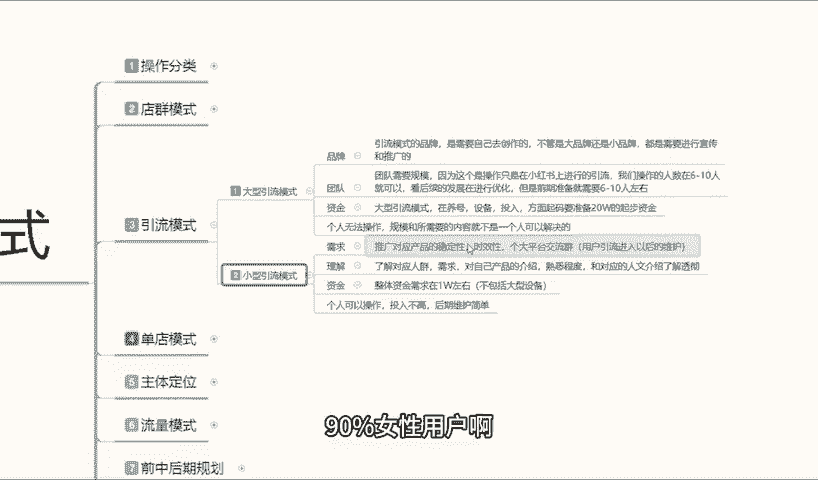 1 操作分类
2 店群模式
式
3 引流模式
1 大型引流模式
品牌
引流模式的品牌，是需要自己去创作的，不管是大品牌还是小品牌，都是需要进行宣传
和推广的
团队
团队需要规模，因为这个是操作只是在小红书上进行的引流，我们操作的人数在6-10人
就可以，看后续的发展在进行优化，但是前期准备就需要6-10人左右
资金
大型引流模式，在养号，设备，投入，方面起码要准备20W的起步资金
个人无法操作，规模和所需要的内容就不是一个人可以解决的
2 小型引流模式
需求
推广对应产品的稳定性，时效性，个大平台交流群（用户引流进入以后的维护）
理解
了解对应人群，需求，对自己产品的介绍，熟悉程度，和对应的人文介绍了解透彻
资金
整体资金需求在1W左右（不包括大型设备）
个人可以操作，投入不高，后期维护简单
4 单店模式
5 主体定位
6 流量模式
7 前中后期规划
90%女性用户啊